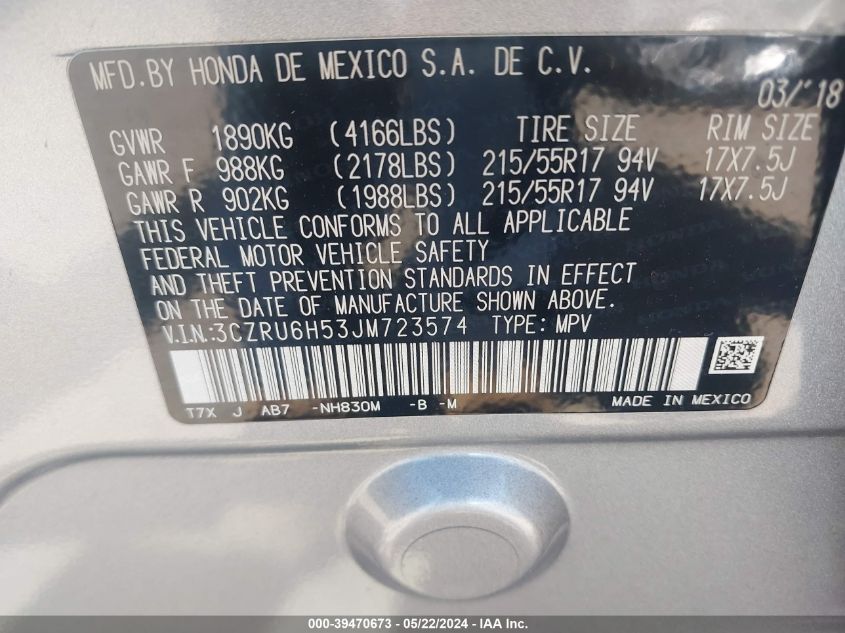 MFD.BY HONDA DE MEXICO S.A. DE C.V.
03/'18
GVWR 1890KG (4166LBS) TIRE SIZE RIM SIZE
GAWR F 988KG (2178LBS) 215/55R17 94V 17X7.5J
GAWR R 902KG (1988LBS) 215/55R17 94V 17X7.5J
THIS VEHICLE CONFORMS TO ALL APPLICABLE
FEDERAL MOTOR VEHICLE SAFETY
AND THEFT PREVENTION STANDARDS IN EFFECT
ON THE DATE OF MANUFACTURE SHOWN ABOVE.
V.I.N.:3CZRU6H53JM723574 TYPE: MPV
T7X J AB7 -NH830M -B -M MADE IN MEXICO
000-39470673 - 05/22/2024 - IAA Inc.